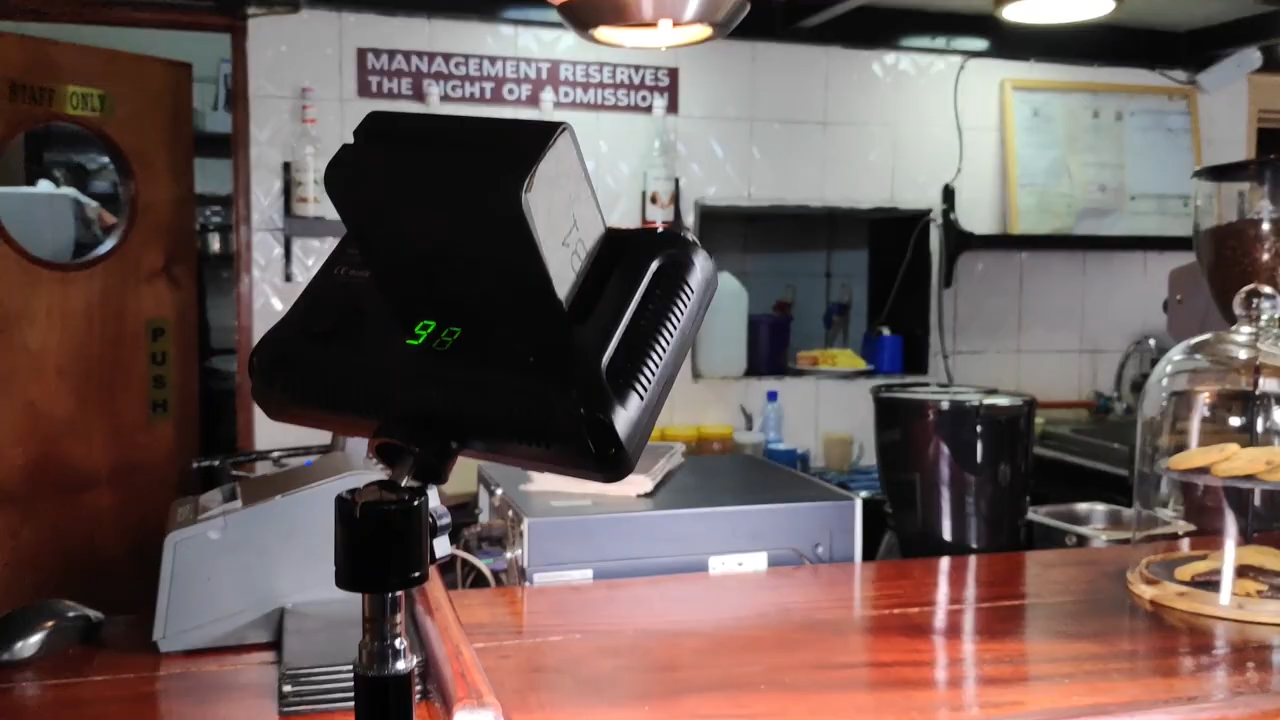 MANAGEMENT RESERVES
THE RIGHT OF ADMISSION
STAFF ONLY
PUSH
98